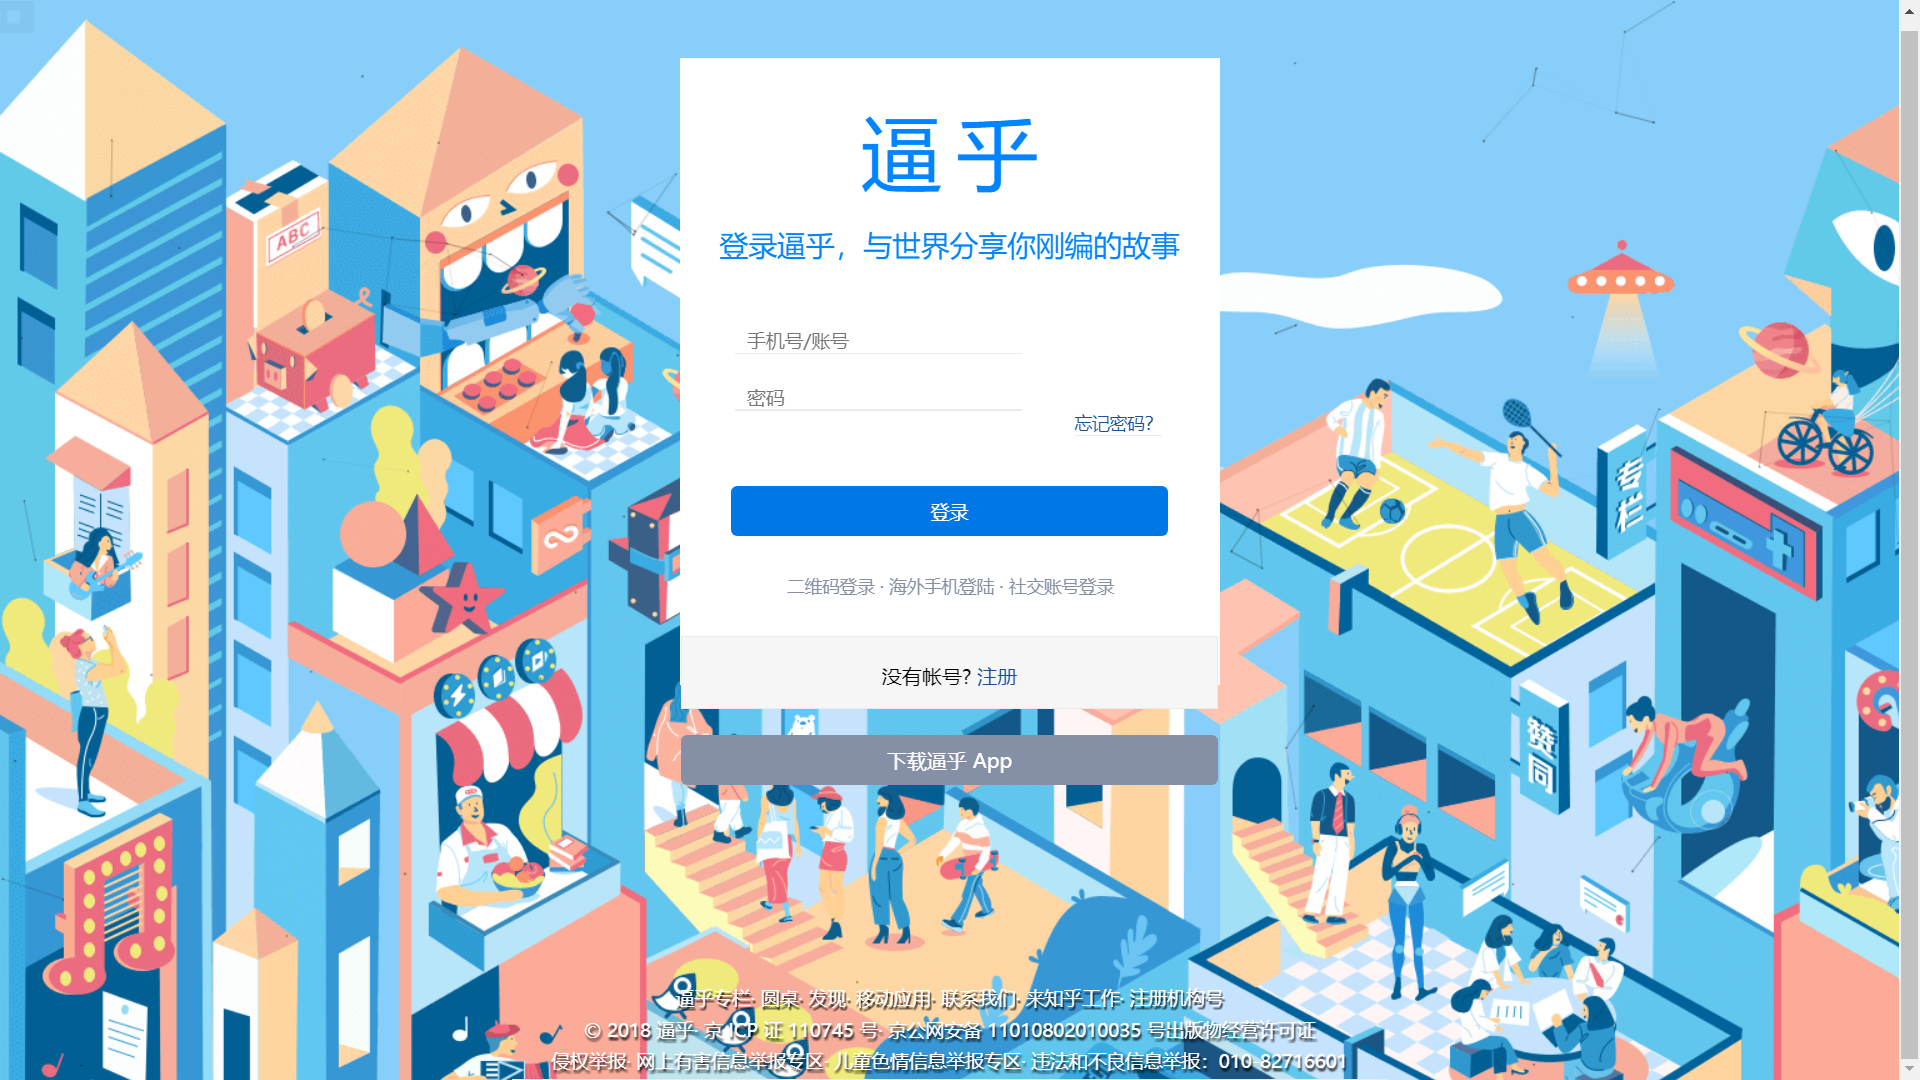 逼乎
登录逼乎，与世界分享你刚编的故事
手机号/账号
密码
忘记密码？
登录
二维码登录 · 海外手机登陆 · 社交账号登录
没有帐号? 注册
下载逼乎 App
ABC
专栏
赞同
逼乎专栏· 圆桌· 发现· 移动应用· 联系我们· 来知乎工作· 注册机构号
© 2018 逼乎· 京 ICP 证 110745 号· 京公网安备 11010802010035 号出版物经营许可证
侵权举报· 网上有害信息举报专区· 儿童色情信息举报专区· 违法和不良信息举报：010-82716601